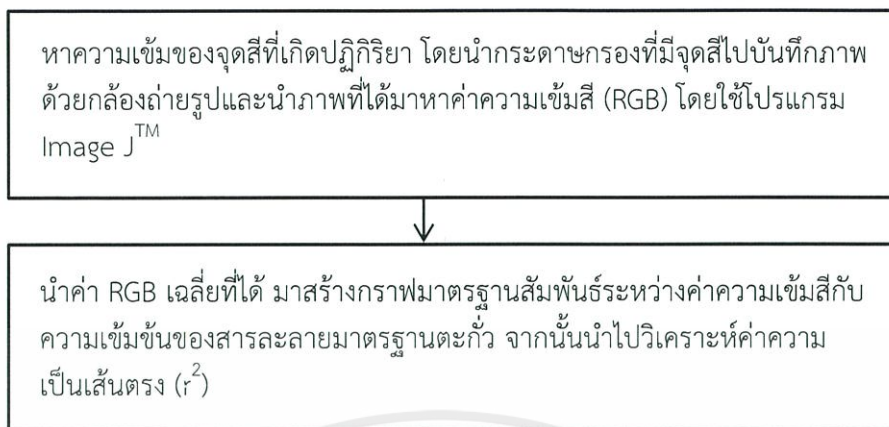 หาความเข้มของจุดสีที่เกิดปฏิกิริยา โดยนำกระดาษกรองที่มีจุดสีไปบันทึกภาพ
ด้วยกล้องถ่ายรูปและนำภาพที่ได้มาหาค่าความเข้มสี (RGB) โดยใช้โปรแกรม
Image J™
นำค่า RGB เฉลี่ยที่ได้ มาสร้างกราฟมาตรฐานสัมพันธ์ระหว่างค่าความเข้มสีกับ
ความเข้มข้นของสารละลายมาตรฐานตะกั่ว จากนั้นนำไปวิเคราะห์ค่าความ
เป็นเส้นตรง (r²)